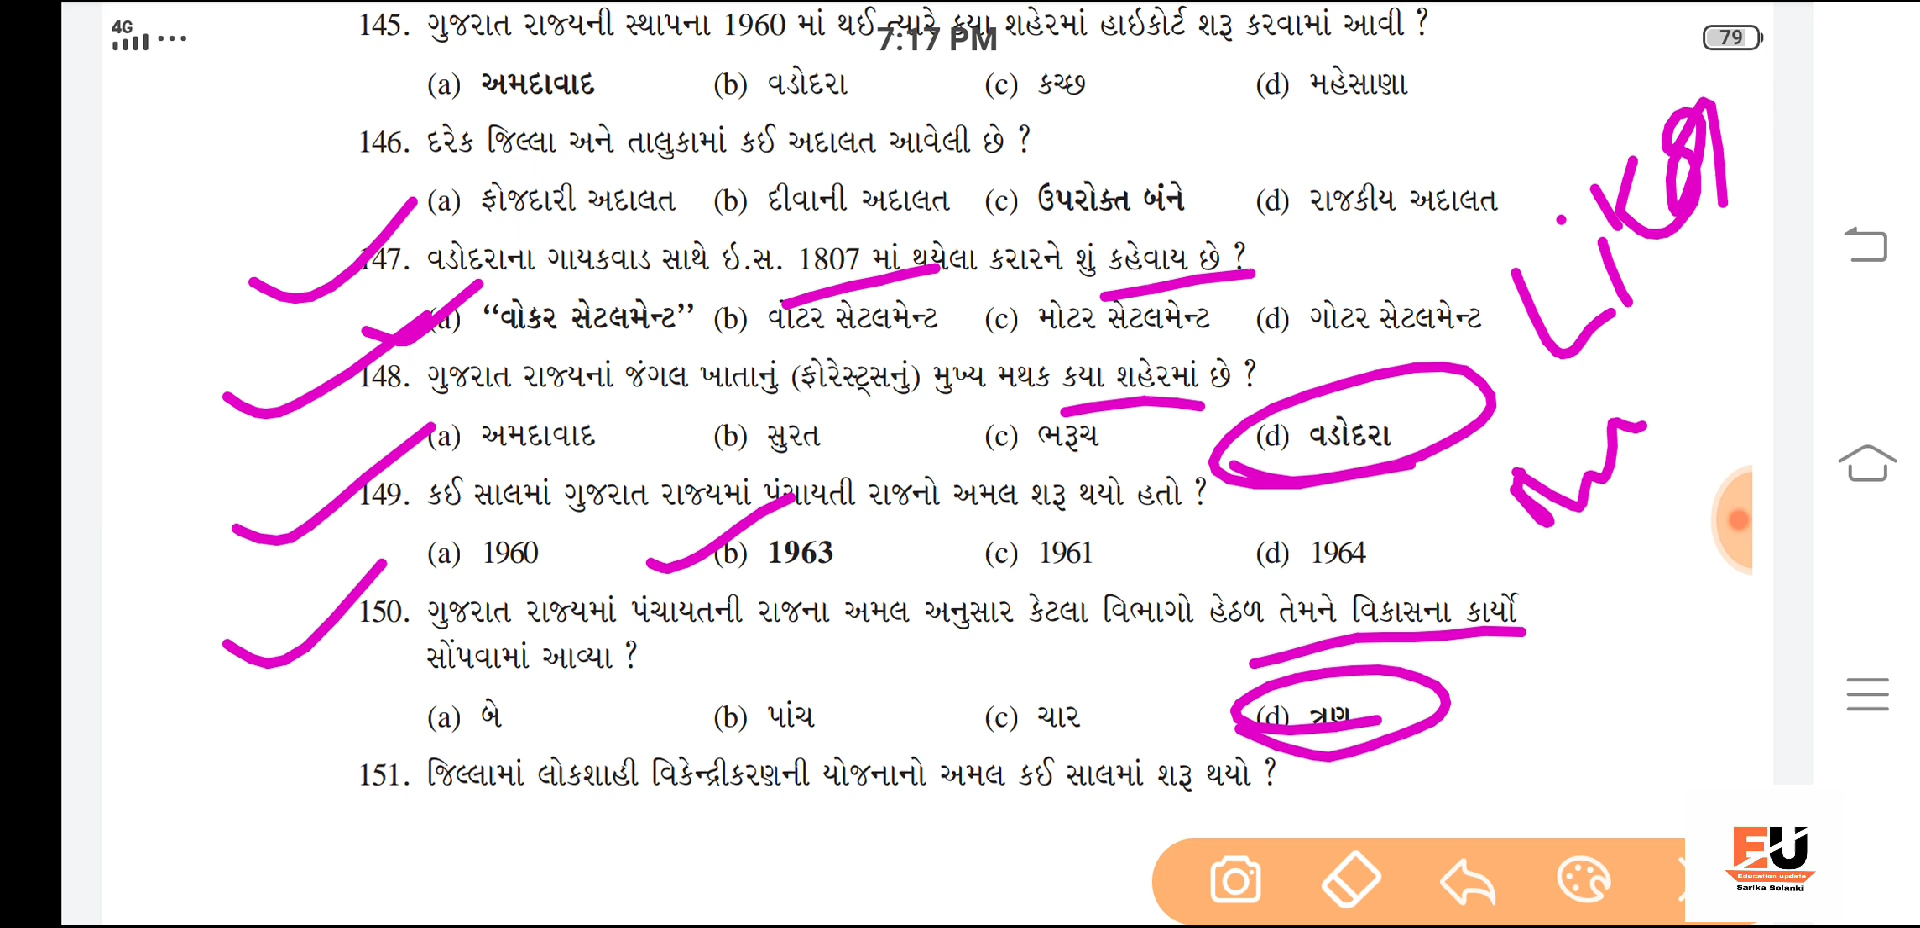 4G
7:17 PM
79
145. ગુજરાત રાજ્યની સ્થાપના 1960 માં થઈ ત્યારે કયા શહેરમાં હાઇકોર્ટ શરૂ કરવામાં આવી ?
(a) અમદાવાદ (b) વડોદરા (c) કચ્છ (d) મહેસાણા
146. દરેક જિલ્લા અને તાલુકામાં કઈ અદાલત આવેલી છે ?
(a) ફોજદારી અદાલત (b) દીવાની અદાલત (c) ઉપરોક્ત બંને (d) રાજકીય અદાલત
147. વડોદરાના ગાયકવાડ સાથે ઇ.સ. 1807 માં થયેલા કરારને શું કહેવાય છે ?
(a) “વોકર સેટલમેન્ટ” (b) વોટર સેટલમેન્ટ (c) મોટર સેટલમેન્ટ (d) ગોટર સેટલમેન્ટ
148. ગુજરાત રાજ્યનાં જંગલ ખાતાનું (ફોરેસ્ટ્સનું) મુખ્ય મથક કયા શહેરમાં છે ?
(a) અમદાવાદ (b) સુરત (c) ભરૂચ (d) વડોદરા
149. કઈ સાલમાં ગુજરાત રાજ્યમાં પંચાયતી રાજનો અમલ શરૂ થયો હતો ?
(a) 1960 (b) 1963 (c) 1961 (d) 1964
150. ગુજરાત રાજ્યમાં પંચાયતની રાજના અમલ અનુસાર કેટલા વિભાગો હેઠળ તેમને વિકાસના કાર્યો
સોંપવામાં આવ્યા ?
(a) બે (b) પાંચ (c) ચાર (d) ત્રણ
151. જિલ્લામાં લોકશાહી વિકેન્દ્રીકરણની યોજનાનો અમલ કઈ સાલમાં શરૂ થયો ?
EU
Education update
Sarika Solanki